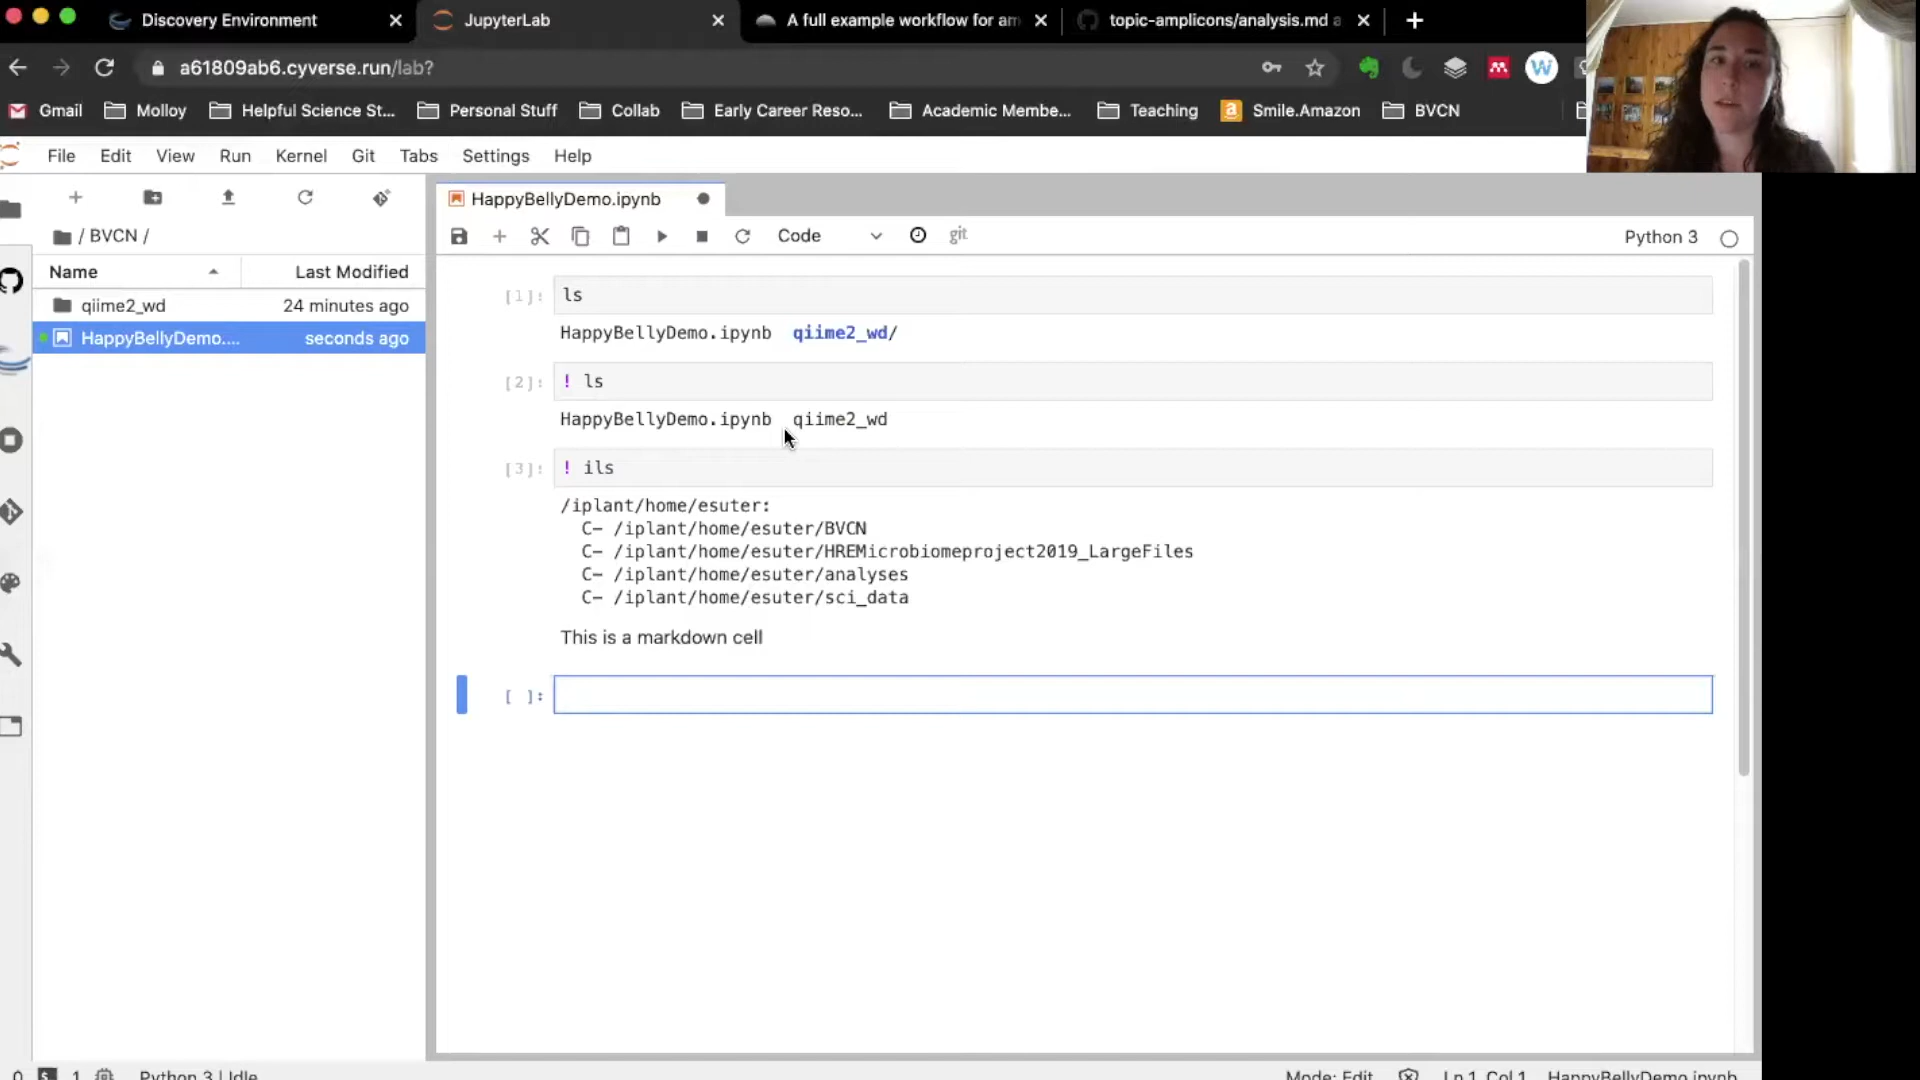 Discovery Environment
JupyterLab
A full example workflow for am
topic-amplicons/analysis.md a
a61809ab6.cyverse.run/lab?
Gmail
Molloy
Helpful Science St...
Personal Stuff
Collab
Early Career Reso...
Academic Membe...
Teaching
Smile.Amazon
BVCN
File Edit View Run Kernel Git Tabs Settings Help
HappyBellyDemo.ipynb
/ BVCN /
Code
git
Python 3
Name
Last Modified
qiime2_wd
24 minutes ago
HappyBellyDemo....
seconds ago
[1]: ls
HappyBellyDemo.ipynb qiime2_wd/
[2]: ! ls
HappyBellyDemo.ipynb qiime2_wd
[3]: ! ils
/iplant/home/esuter:
C- /iplant/home/esuter/BVCN
C- /iplant/home/esuter/HREMicrobiomeproject2019_LargeFiles
C- /iplant/home/esuter/analyses
C- /iplant/home/esuter/sci_data
This is a markdown cell
[ ]:
0
1
Python 3 | Idle
Mode: Edit
Ln 1, Col 1
HappyBellyDemo.ipynb